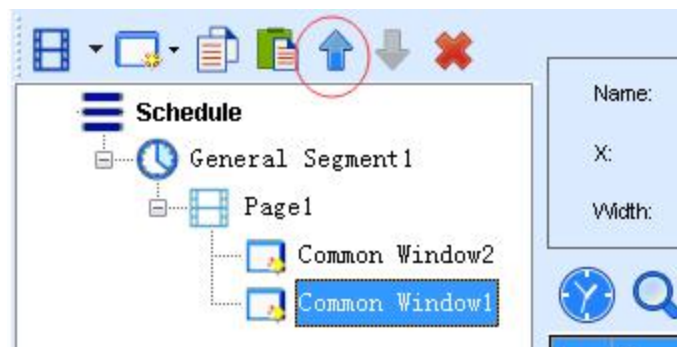 Schedule
General Segment1
Page1
Common Window2
Common Window1
Name:
X:
Width: